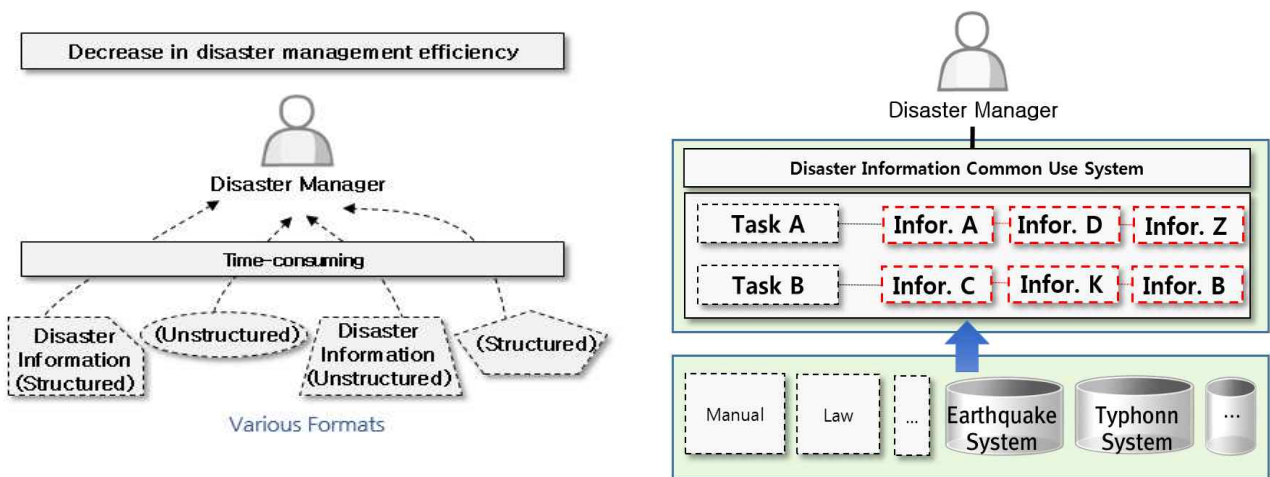 Decrease in disaster management efficiency
Disaster Manager
Time-consuming
Disaster
Information
(Structured)
(Unstructured)
Disaster
Information
(Unstructured)
(Structured)
Various Formats
Disaster Manager
Disaster Information Common Use System
Task A
Infor. A
Infor. D
Infor. Z
Task B
Infor. C
Infor. K
Infor. B
Manual
Law
...
Earthquake
System
Typhonn
System
...